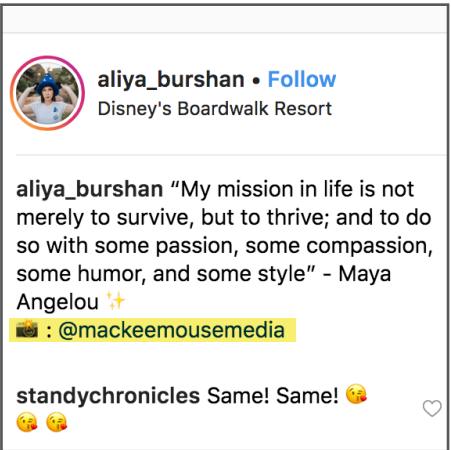 aliya_burshan • Follow
Disney's Boardwalk Resort
aliya_burshan “My mission in life is not
merely to survive, but to thrive; and to do
so with some passion, some compassion,
some humor, and some style” - Maya
Angelou ✨
📸 : @mackeemousemedia
standychronicles Same! Same! 😘
😘 😘